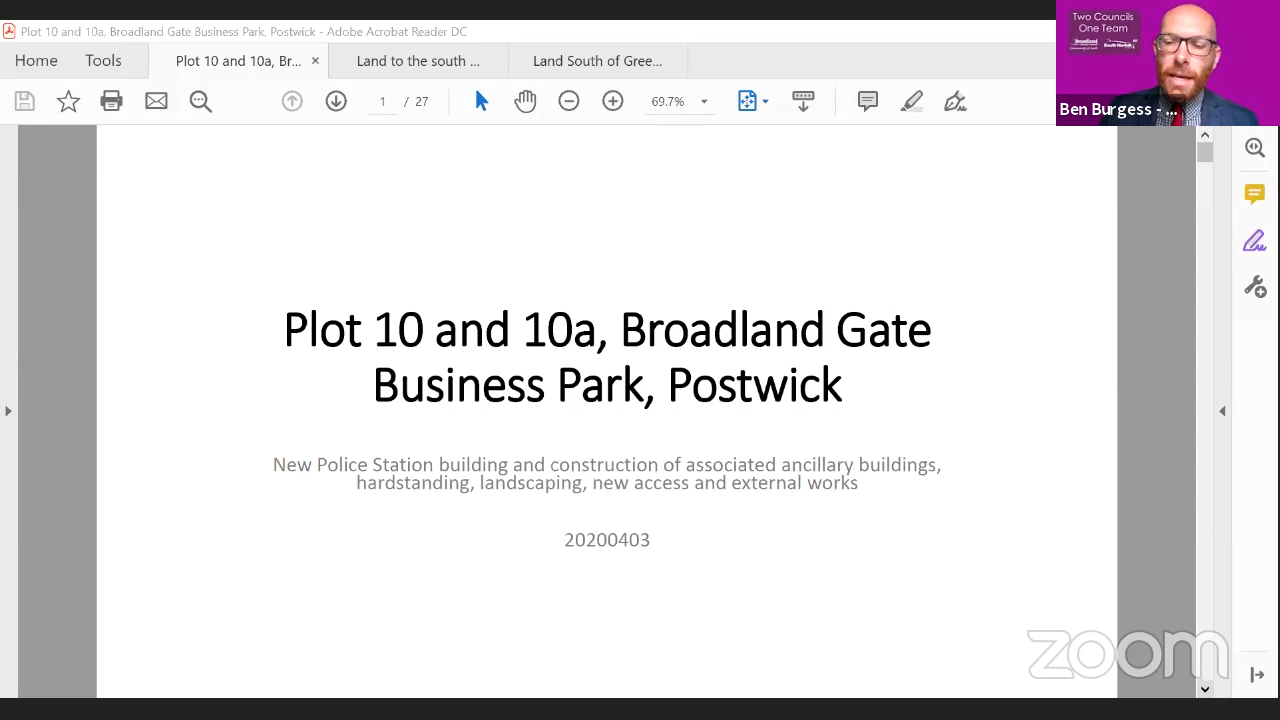 Plot 10 and 10a, Broadland Gate Business Park, Postwick - Adobe Acrobat Reader DC
Two Councils
One Team
Broadland
South Norfolk
Ben Burgess - ...
Home
Tools
Plot 10 and 10a, Br... ×
Land to the south ...
Land South of Gree...
1 / 27
69.7%
Plot 10 and 10a, Broadland Gate
Business Park, Postwick
New Police Station building and construction of associated ancillary buildings,
hardstanding, landscaping, new access and external works
20200403
zoom